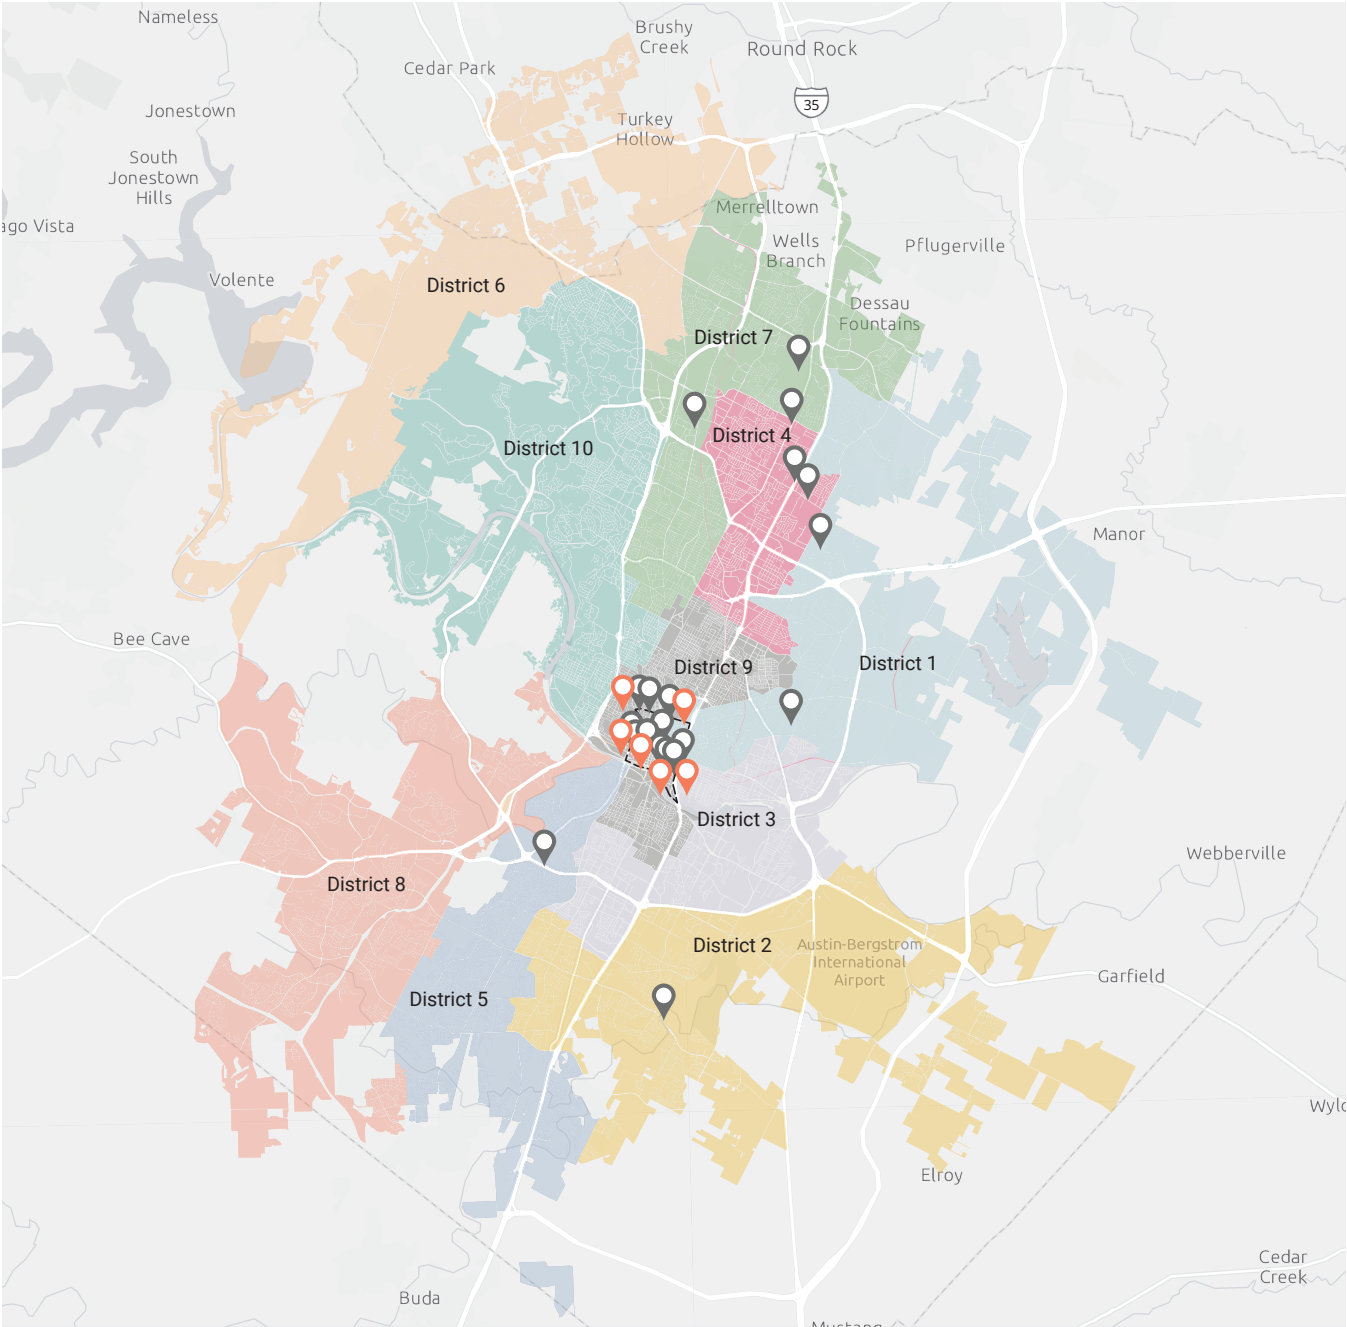 Nameless
Brushy
Creek
Round Rock
Cedar Park
35
Jonestown
Turkey
Hollow
South
Jonestown
Hills
Merrelltown
ago Vista
Wells
Branch
Pflugerville
Volente
District 6
Dessau
Fountains
District 7
District 4
District 10
Manor
Bee Cave
District 9
District 1
District 3
Webberville
District 8
District 2
Austin-Bergstrom
International
Airport
Garfield
District 5
Wylc
Elroy
Cedar
Creek
Buda
Mustang